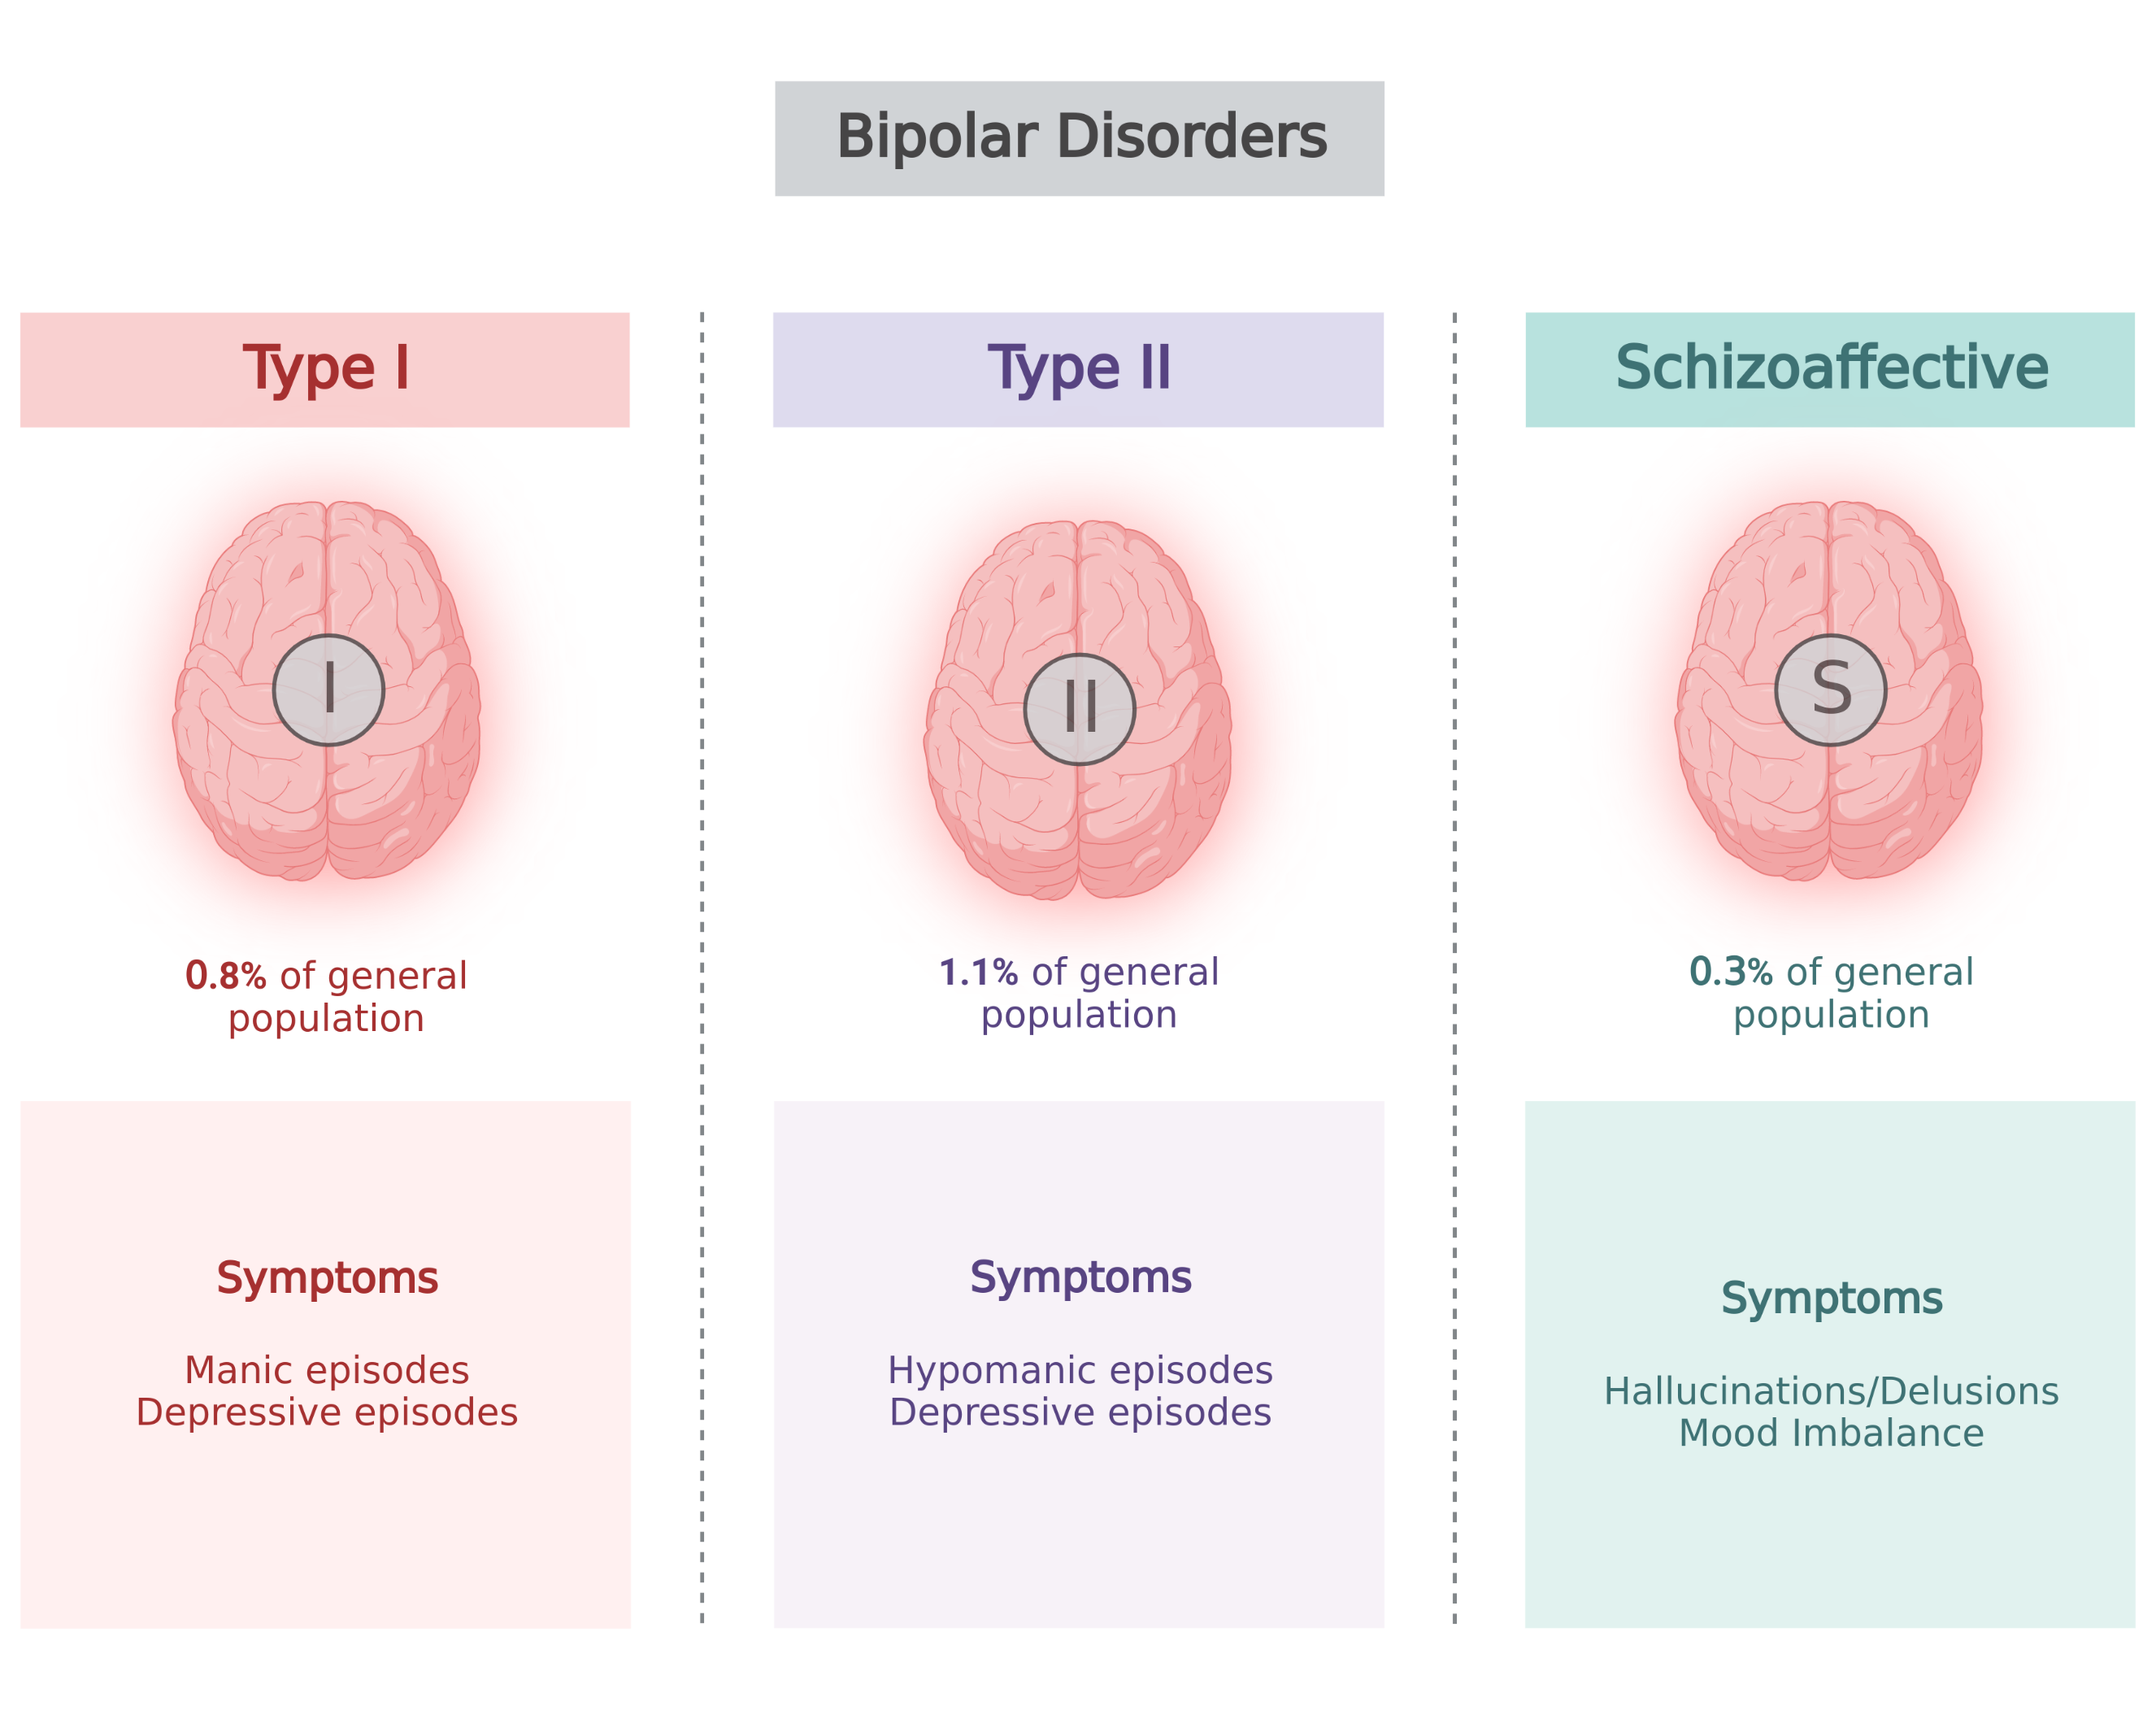 Bipolar Disorders
Type I
I
0.8% of general
population
Symptoms
Manic episodes
Depressive episodes
Type II
II
1.1% of general
population
Symptoms
Hypomanic episodes
Depressive episodes
Schizoaffective
S
0.3% of general
population
Symptoms
Hallucinations/Delusions
Mood Imbalance